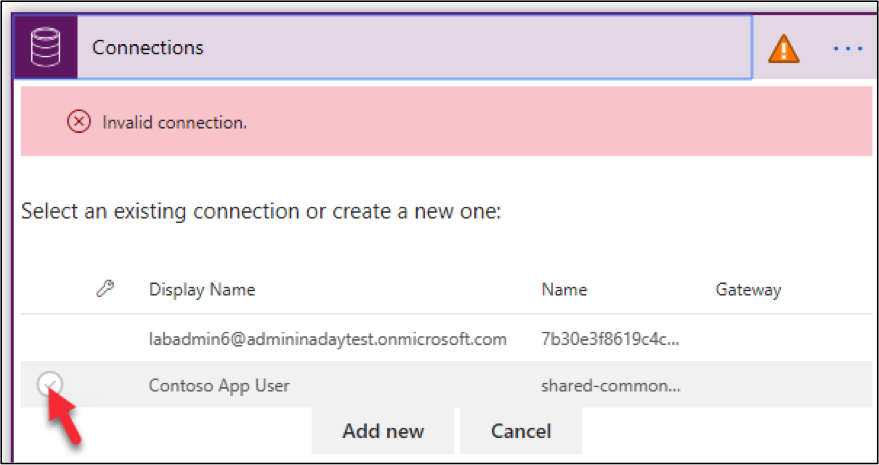 Connections
Invalid connection.
Select an existing connection or create a new one:
Display Name Name Gateway
labadmin6@admininadaytest.onmicrosoft.com 7b30e3f8619c4c...
Contoso App User shared-common...
Add new Cancel